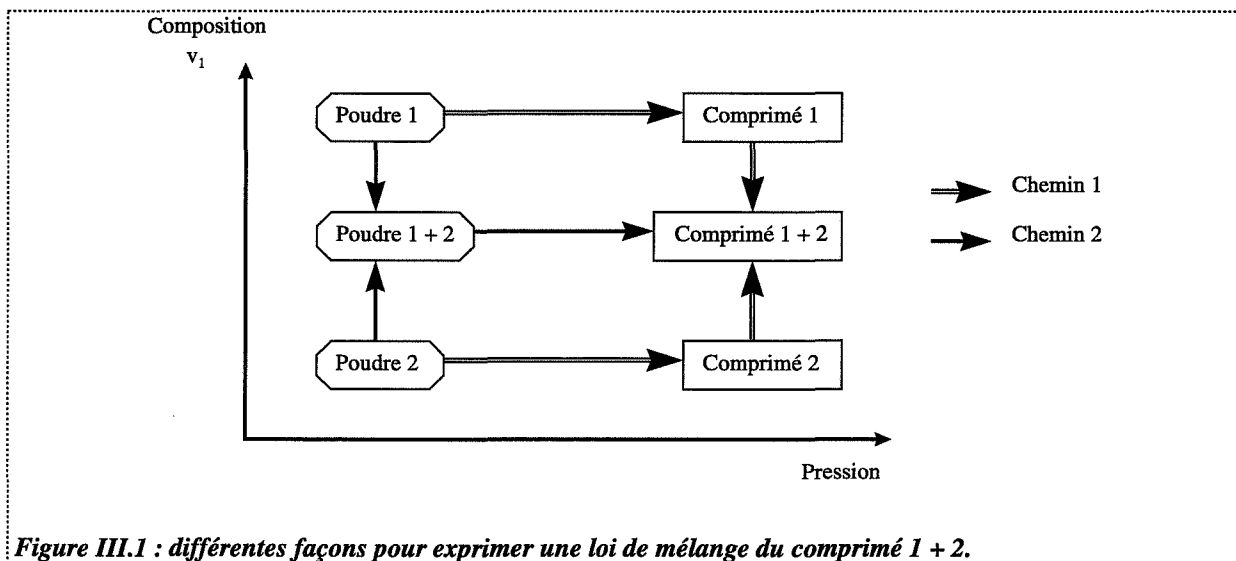 Composition
v₁
Poudre 1
Comprimé 1
Chemin 1
Poudre 1 + 2
Comprimé 1 + 2
Chemin 2
Poudre 2
Comprimé 2
Pression
Figure III.1 : différentes façons pour exprimer une loi de mélange du comprimé 1 + 2.